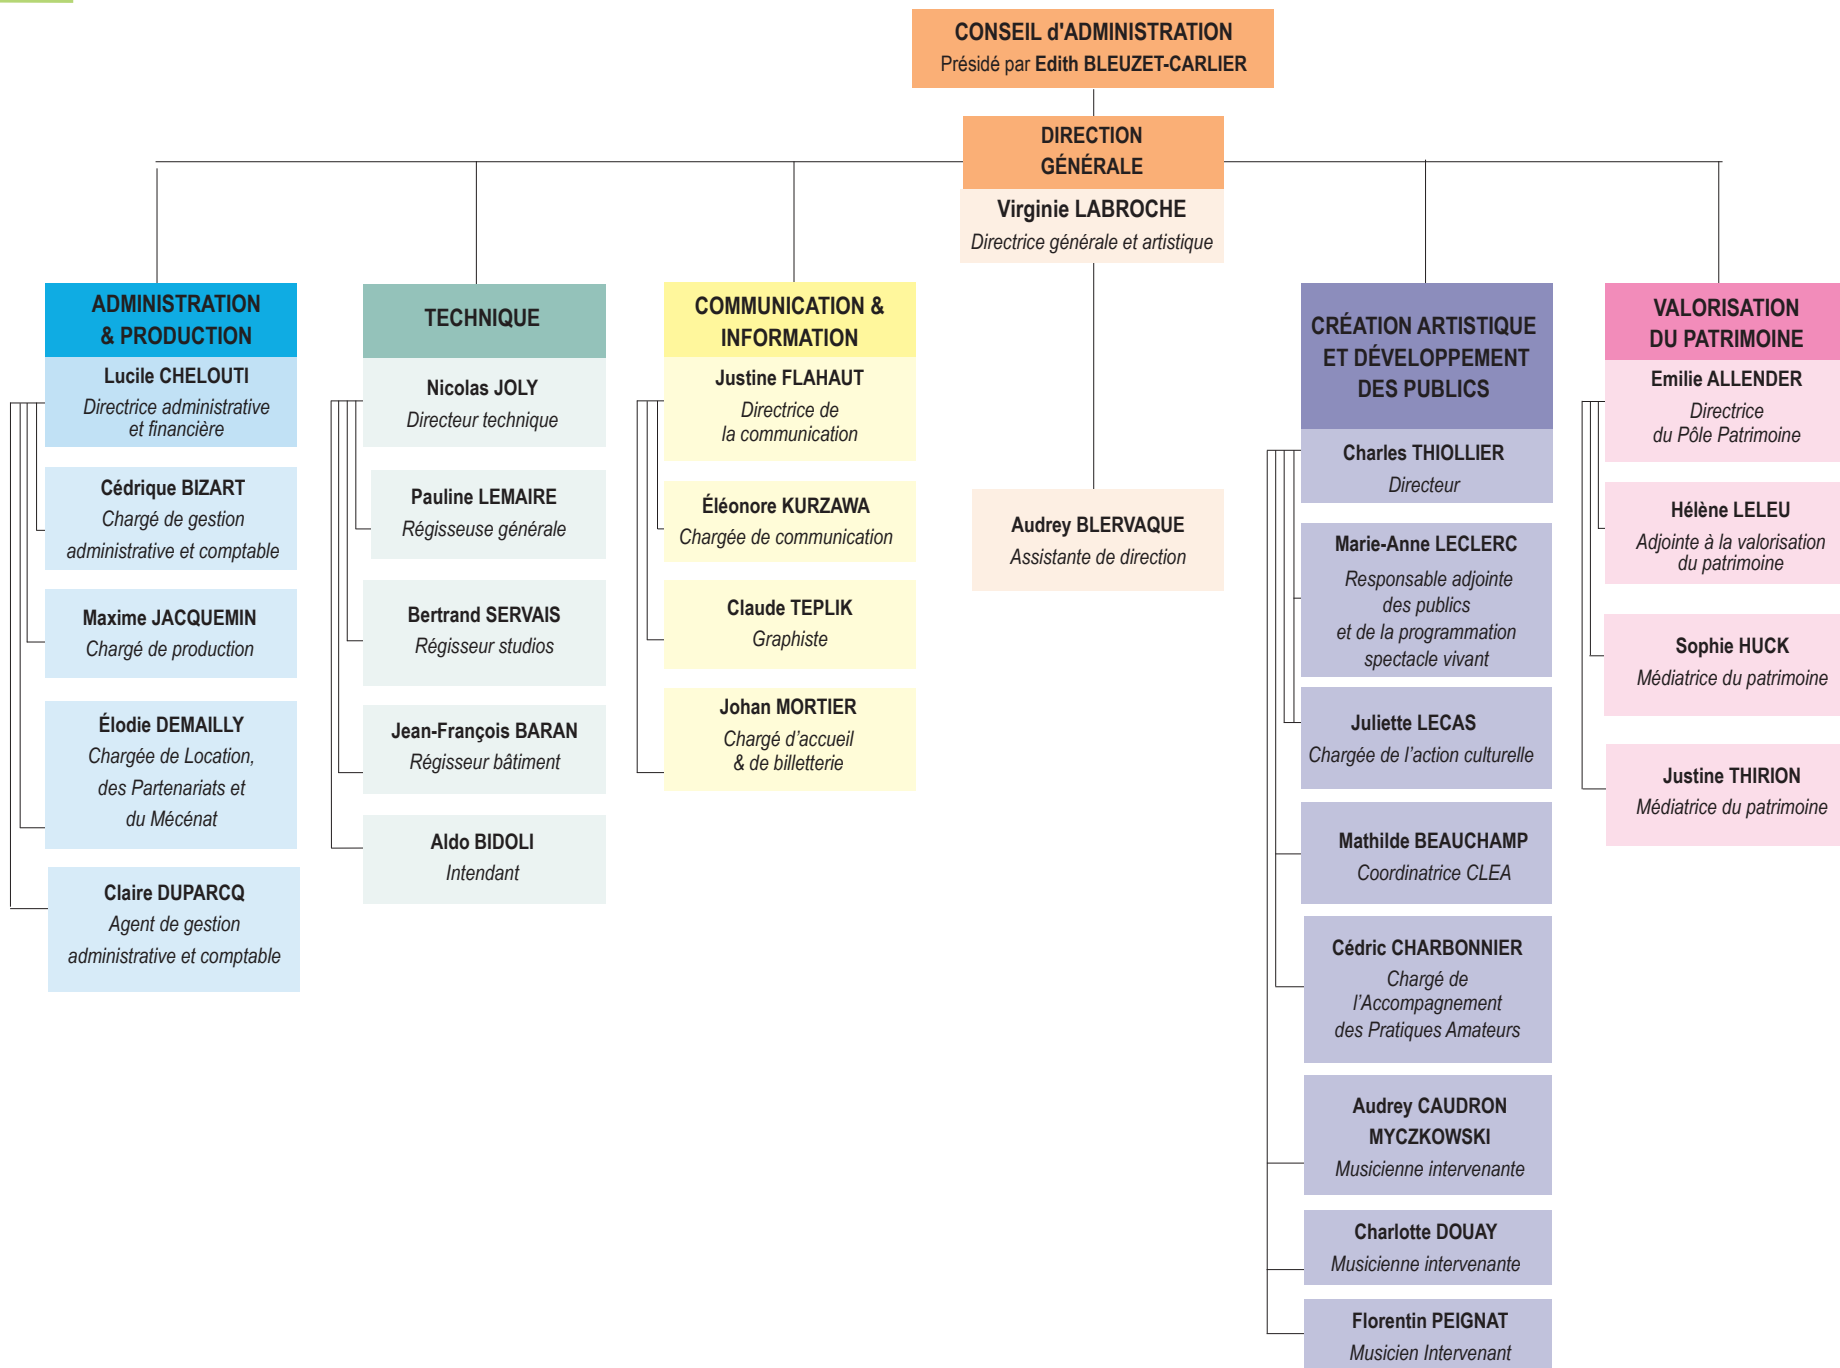 CONSEIL d'ADMINISTRATION
Présidé par Edith BLEUZET-CARLIER
DIRECTION
GÉNÉRALE
Virginie LABROCHE
Directrice générale et artistique
Audrey BLERVAQUE
Assistante de direction
ADMINISTRATION
& PRODUCTION
Lucile CHELOUTI
Directrice administrative
et financière
Cédrique BIZART
Chargé de gestion
administrative et comptable
Maxime JACQUEMIN
Chargé de production
Élodie DEMAILLY
Chargée de Location,
des Partenariats et
du Mécénat
Claire DUPARCQ
Agent de gestion
administrative et comptable
TECHNIQUE
Nicolas JOLY
Directeur technique
Pauline LEMAIRE
Régisseuse générale
Bertrand SERVAIS
Régisseur studios
Jean-François BARAN
Régisseur bâtiment
Aldo BIDOLI
Intendant
COMMUNICATION &
INFORMATION
Justine FLAHAUT
Directrice de
la communication
Éléonore KURZAWA
Chargée de communication
Claude TEPLIK
Graphiste
Johan MORTIER
Chargé d’accueil
& de billetterie
CRÉATION ARTISTIQUE
ET DÉVELOPPEMENT
DES PUBLICS
Charles THIOLLIER
Directeur
Marie-Anne LECLERC
Responsable adjointe
des publics
et de la programmation
spectacle vivant
Juliette LECAS
Chargée de l’action culturelle
Mathilde BEAUCHAMP
Coordinatrice CLEA
Cédric CHARBONNIER
Chargé de
l’Accompagnement
des Pratiques Amateurs
Audrey CAUDRON
MYCZKOWSKI
Musicienne intervenante
Charlotte DOUAY
Musicienne intervenante
Florentin PEIGNAT
Musicien Intervenant
VALORISATION
DU PATRIMOINE
Emilie ALLENDER
Directrice
du Pôle Patrimoine
Hélène LELEU
Adjointe à la valorisation
du patrimoine
Sophie HUCK
Médiatrice du patrimoine
Justine THIRION
Médiatrice du patrimoine